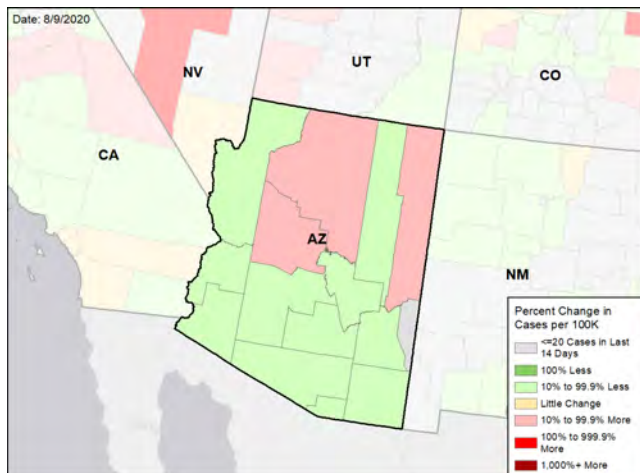 Date: 8/9/2020
NV
UT
CO
CA
AZ
NM
Percent Change in
Cases per 100K
<=20 Cases in Last
14 Days
100% Less
10% to 99.9% Less
Little Change
10% to 99.9% More
100% to 999.9%
More
1,000%+ More